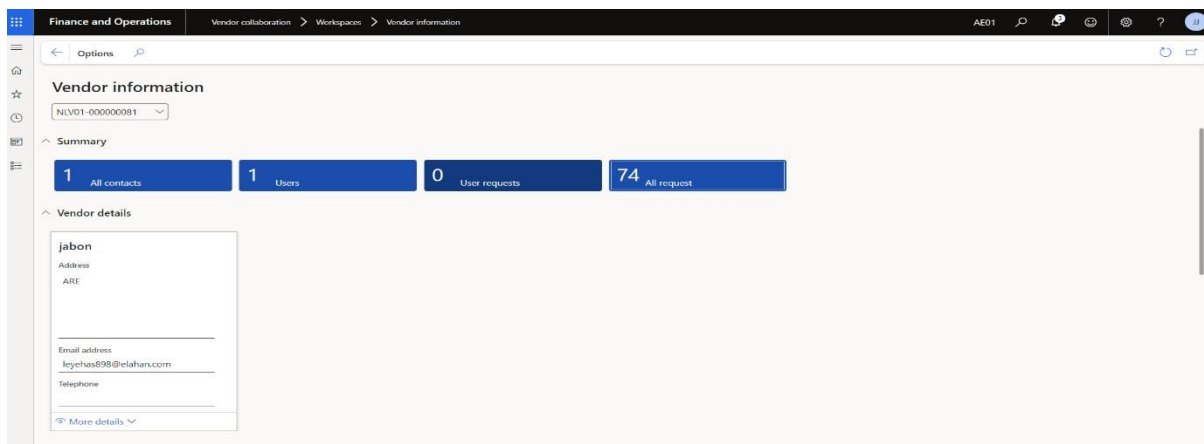 Finance and Operations Vendor collaboration > Workspaces > Vendor information AE01 ? JJ
Options
Vendor information
NLV01-000000081
Summary
1 All contacts 1 Users 0 User requests 74 All request
Vendor details
jabon
Address
ARE
Email address
leyehas898@elahan.com
Telephone
More details